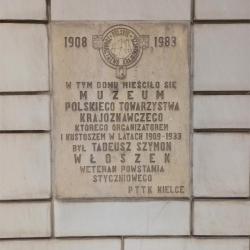 1908 1983
W TYM DOMU MIEŚCIŁO SIĘ
MUZEUM
POLSKIEGO TOWARZYSTWA
KRAJOZNAWCZEGO
KTÓREGO ORGANIZATOREM
I KUSTOSZEM W LATACH 1909-1933
BYŁ TADEUSZ SZYMON
WŁOSZEK
WETERAN POWSTANIA
STYCZNIOWEGO
PTTK KIELCE